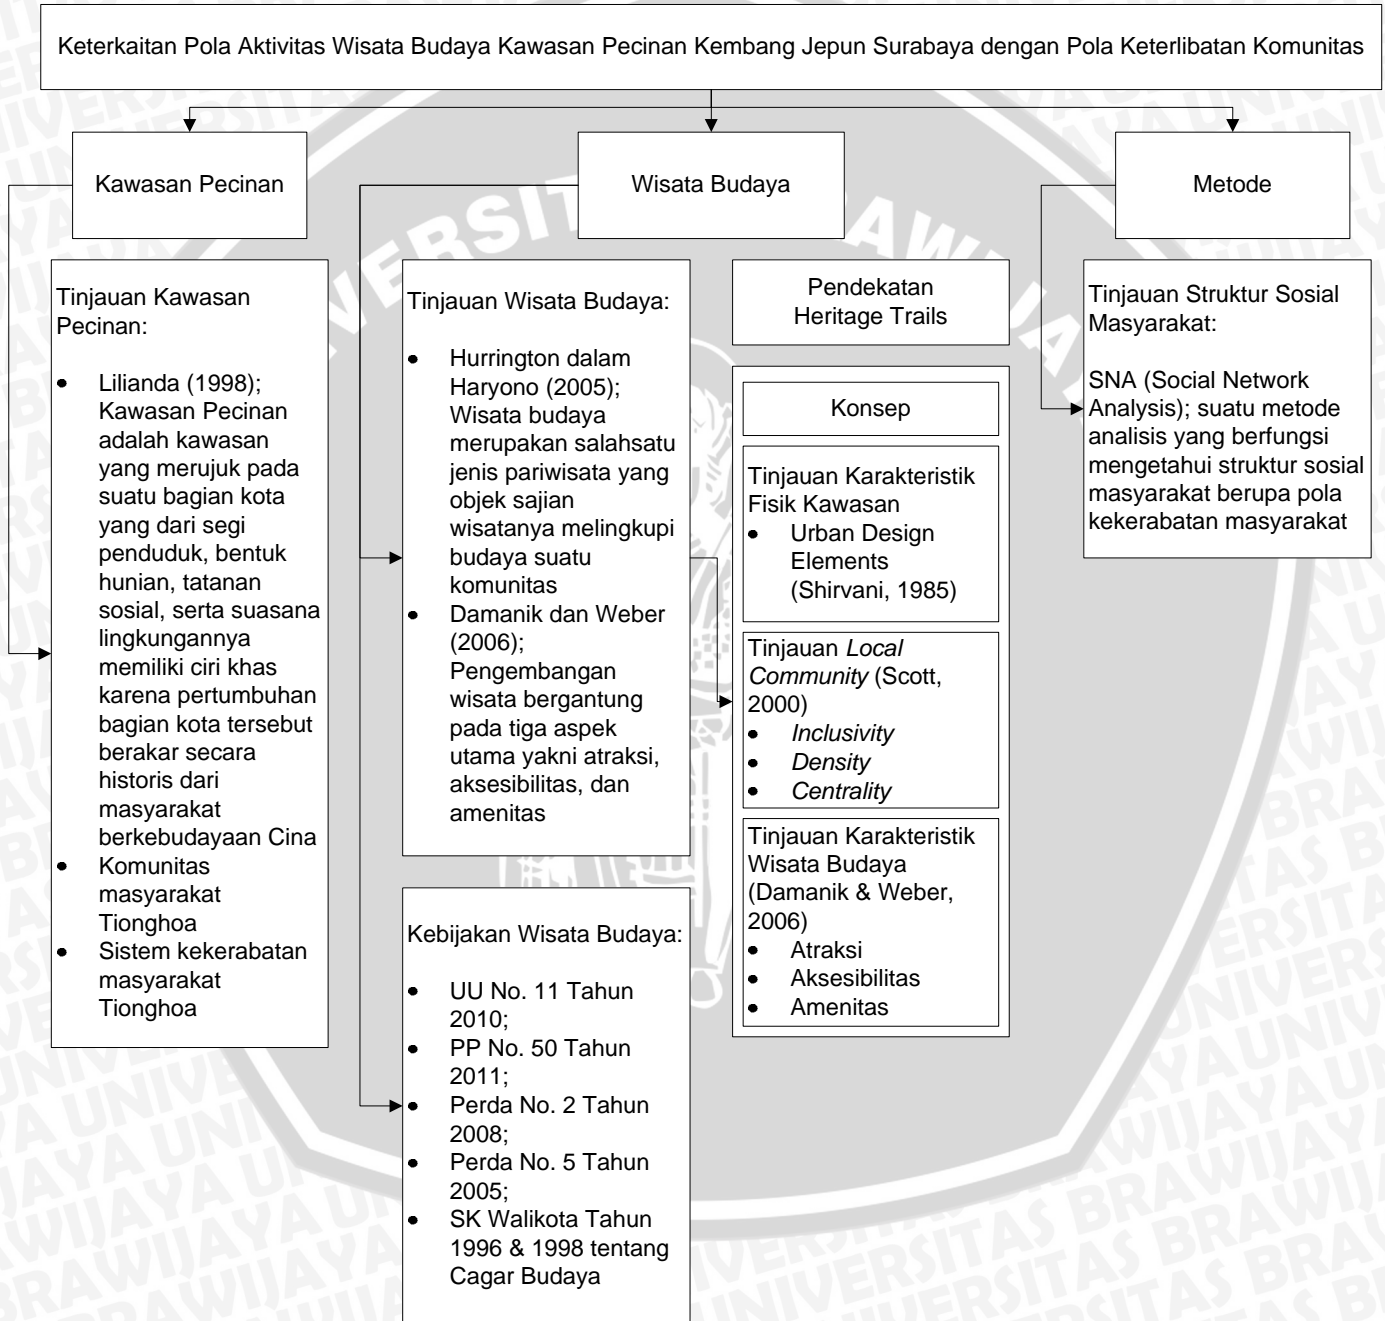 Keterkaitan Pola Aktivitas Wisata Budaya Kawasan Pecinan Kembang Jepun Surabaya dengan Pola Keterlibatan Komunitas
Kawasan Pecinan
Wisata Budaya
Metode
Tinjauan Kawasan
Pecinan:
• Lilianda (1998);
Kawasan Pecinan
adalah kawasan
yang merujuk pada
suatu bagian kota
yang dari segi
penduduk, bentuk
hunian, tatanan
sosial, serta suasana
lingkungannya
memiliki ciri khas
karena pertumbuhan
bagian kota tersebut
berakar secara
historis dari
masyarakat
berkebudayaan Cina
• Komunitas
masyarakat
Tionghoa
• Sistem kekerabatan
masyarakat
Tionghoa
Tinjauan Wisata Budaya:
• Hurrington dalam
Haryono (2005);
Wisata budaya
merupakan salahsatu
jenis pariwisata yang
objek sajian
wisatanya melingkupi
budaya suatu
komunitas
• Damanik dan Weber
(2006);
Pengembangan
wisata bergantung
pada tiga aspek
utama yakni atraksi,
aksesibilitas, dan
amenitas
Kebijakan Wisata Budaya:
• UU No. 11 Tahun
2010;
• PP No. 50 Tahun
2011;
• Perda No. 2 Tahun
2008;
• Perda No. 5 Tahun
2005;
• SK Walikota Tahun
1996 & 1998 tentang
Cagar Budaya
Pendekatan
Heritage Trails
Konsep
Tinjauan Karakteristik
Fisik Kawasan
• Urban Design
Elements
(Shirvani, 1985)
Tinjauan Local
Community (Scott,
2000)
• Inclusivity
• Density
• Centrality
Tinjauan Karakteristik
Wisata Budaya
(Damanik & Weber,
2006)
• Atraksi
• Aksesibilitas
• Amenitas
Tinjauan Struktur Sosial
Masyarakat:
SNA (Social Network
Analysis); suatu metode
analisis yang berfungsi
mengetahui struktur sosial
masyarakat berupa pola
kekerabatan masyarakat